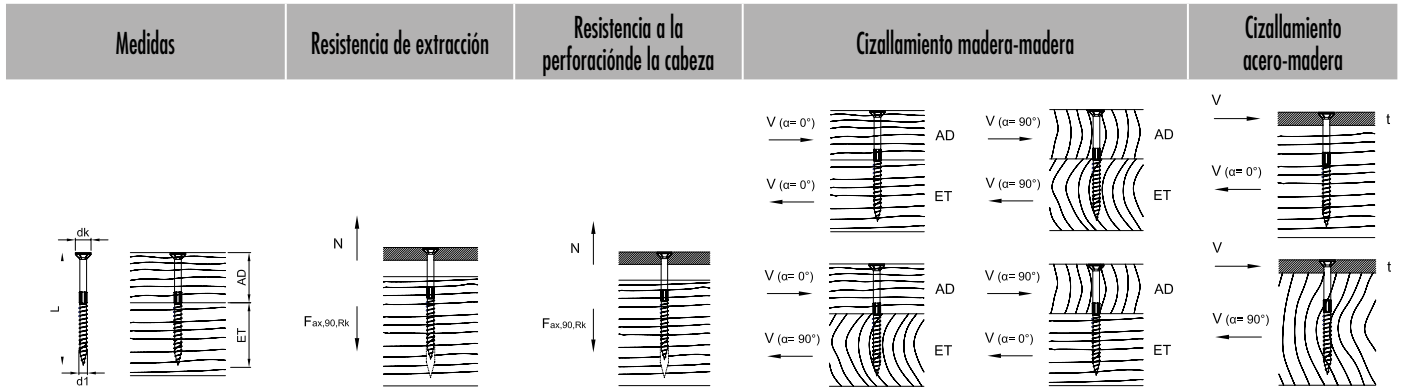 Medidas
Resistencia de extracción
Resistencia a la
perforaciónde la cabeza
Cizallamiento madera-madera
Cizallamiento
acero-madera
dk
L
d1
AD
ET
N
Fax,90,Rk
N
Fax,90,Rk
V (α= 0°)
AD
V (α= 0°)
ET
V (α= 90°)
AD
V (α= 90°)
ET
V (α= 0°)
V (α= 90°)
V (α= 90°)
AD
V (α= 0°)
ET
V
t
V (α= 0°)
V
t
V (α= 90°)